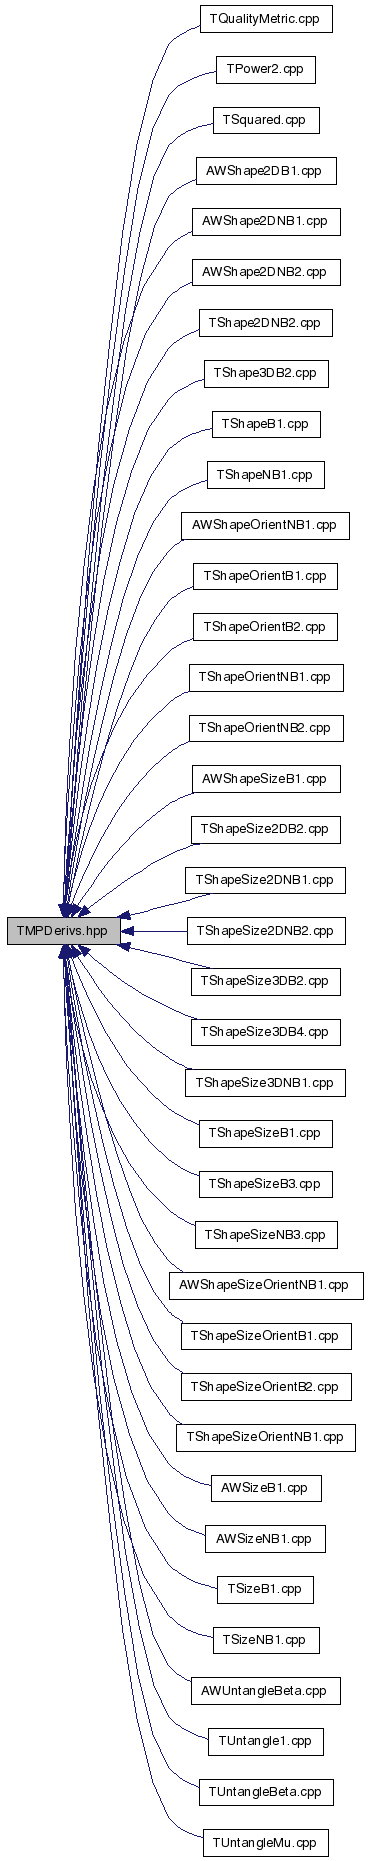 TQualityMetric.cpp
TPower2.cpp
TSquared.cpp
AWShape2DB1.cpp
AWShape2DNB1.cpp
AWShape2DNB2.cpp
TShape2DNB2.cpp
TShape3DB2.cpp
TShapeB1.cpp
TShapeNB1.cpp
AWShapeOrientNB1.cpp
TShapeOrientB1.cpp
TShapeOrientB2.cpp
TShapeOrientNB1.cpp
TShapeOrientNB2.cpp
AWShapeSizeB1.cpp
TShapeSize2DB2.cpp
TShapeSize2DNB1.cpp
TMPDerivs.hpp
TShapeSize2DNB2.cpp
TShapeSize3DB2.cpp
TShapeSize3DB4.cpp
TShapeSize3DNB1.cpp
TShapeSizeB1.cpp
TShapeSizeB3.cpp
TShapeSizeNB3.cpp
AWShapeSizeOrientNB1.cpp
TShapeSizeOrientB1.cpp
TShapeSizeOrientB2.cpp
TShapeSizeOrientNB1.cpp
AWSizeB1.cpp
AWSizeNB1.cpp
TSizeB1.cpp
TSizeNB1.cpp
AWUntangleBeta.cpp
TUntangle1.cpp
TUntangleBeta.cpp
TUntangleMu.cpp